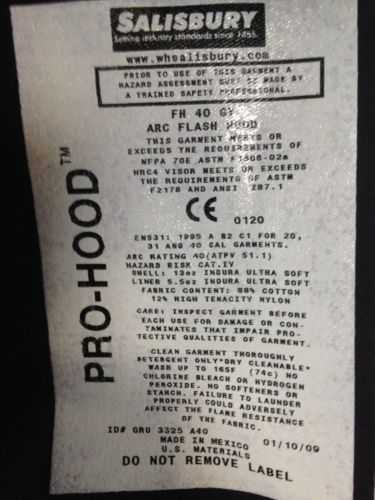 SALISBURY
Setting industry standards since 1855.
www.whsalisbury.com
PRIOR TO USE OF THIS GARMENT A
HAZARD ASSESSMENT MUST BE MADE BY
A TRAINED SAFETY PROFESSIONAL.
FH 40 GY
ARC FLASH HOOD
THIS GARMENT MEETS OR
EXCEEDS THE REQUIREMENTS OF
NFPA 70E ASTM F1506-02a
HRC4 VISOR MEETS OR EXCEEDS
THE REQUIREMENTS OF ASTM
F2178 AND ANSI Z87.1
CE 0120
EN531: 1995 A B2 C1 FOR 20,
31 AND 40 CAL GARMENTS.
ARC RATING 40(ATPV 51.1)
HAZARD RISK CAT.IV
SHELL: 13oz INDURA ULTRA SOFT
LINER 5.5oz INDURA ULTRA SOFT
FABRIC CONTENT: 88% COTTON
12% HIGH TENACITY NYLON
CARE: INSPECT GARMENT BEFORE
EACH USE FOR DAMAGE OR CON-
TAMINATES THAT IMPAIR PRO-
TECTIVE QUALITIES OF GARMENT.
CLEAN GARMENT THOROUGHLY
DETERGENT ONLY*DRY CLEANABLE*
WASH UP TO 165F (74c) NO
CHLORINE BLEACH OR HYDROGEN
PEROXIDE. NO SOFTENERS OR
STARCH. FAILURE TO LAUNDER
PROPERLY COULD ADVERSELY
AFFECT THE FLAME RESISTANCE
OF THE FABRIC.
ID# GRU 3325 A40
MADE IN MEXICO 01/10/09
U.S. MATERIALS
DO NOT REMOVE LABEL
PRO-HOOD™